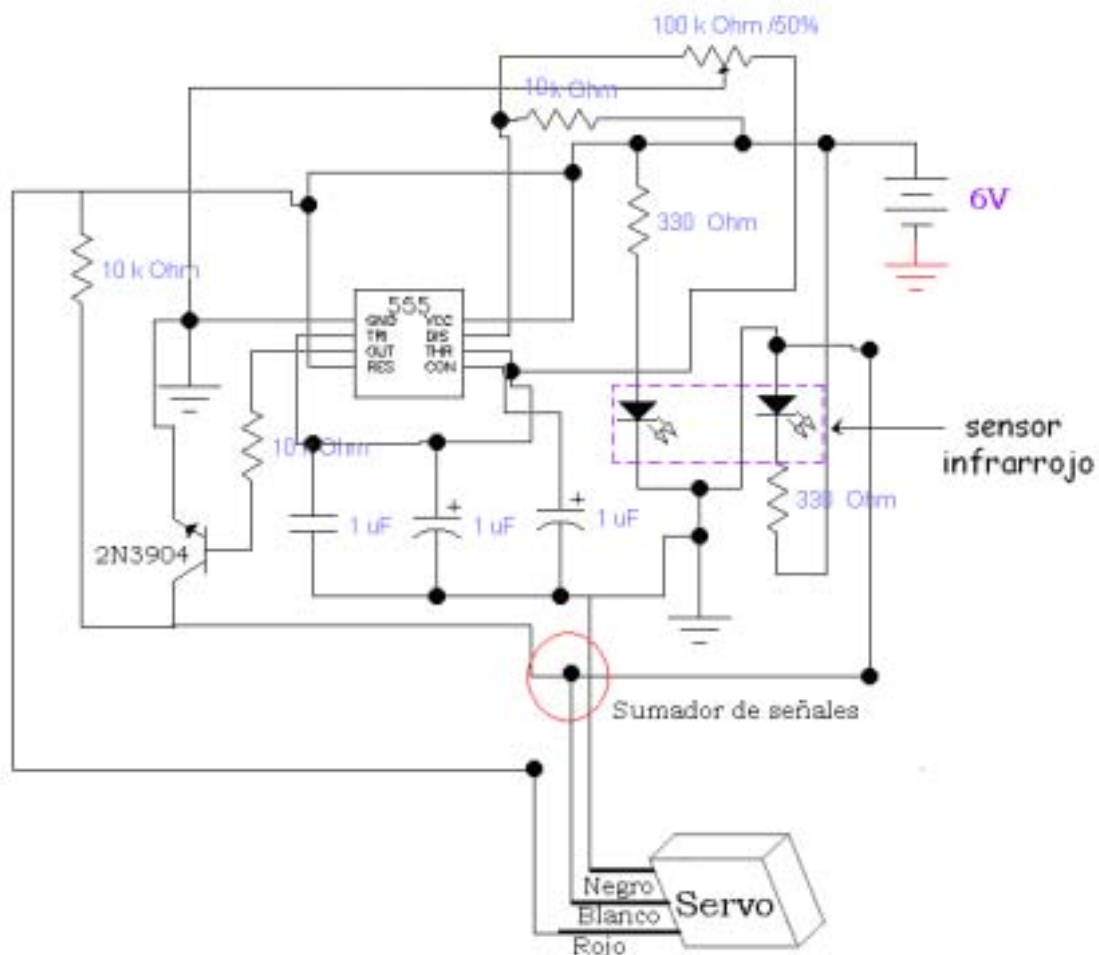 100 k Ohm /50%
10k Ohm
6V
330 Ohm
10 k Ohm
555
GND VCC
TRI DIS
OUT THR
RES CON
sensor
infrarrojo
10 k Ohm
330 Ohm
1 uF
1 uF
1 uF
2N3904
Sumador de señales
Negro
Blanco
Rojo
Servo